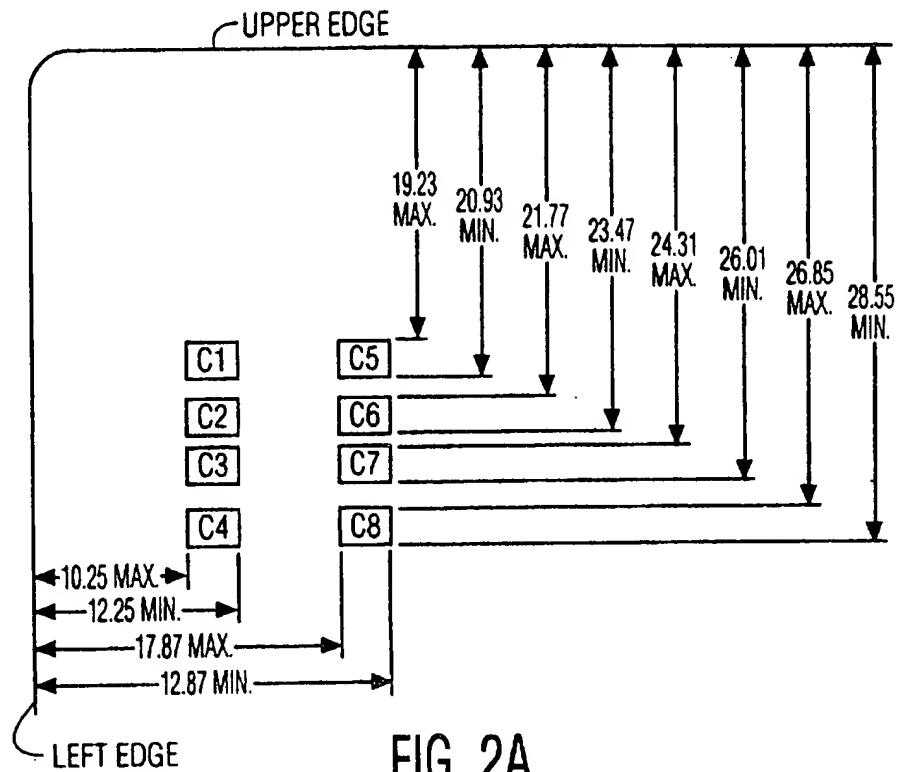 UPPER EDGE
19.23
MAX.
20.93
MIN.
21.77
MAX.
23.47
MIN.
24.31
MAX.
26.01
MIN.
26.85
MAX.
28.55
MIN.
C1
C5
C2
C6
C3
C7
C4
C8
10.25 MAX.
12.25 MIN.
17.87 MAX.
12.87 MIN.
LEFT EDGE
FIG. 2A